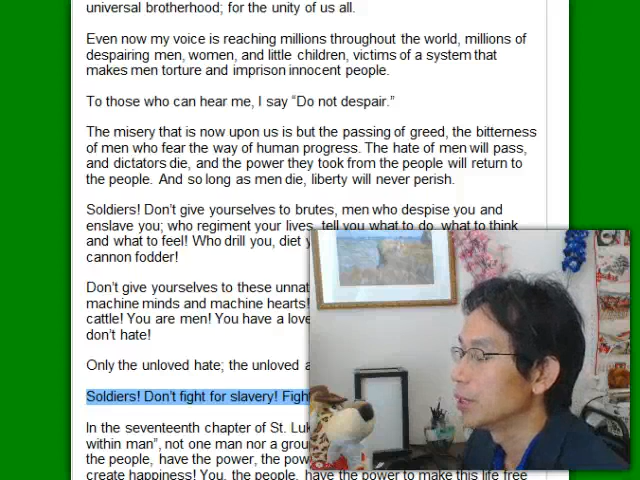 universal brotherhood; for the unity of us all.
Even now my voice is reaching millions throughout the world, millions of
despairing men, women, and little children, victims of a system that
makes men torture and imprison innocent people.
To those who can hear me, I say “Do not despair.”
The misery that is now upon us is but the passing of greed, the bitterness
of men who fear the way of human progress. The hate of men will pass,
and dictators die, and the power they took from the people will return to
the people. And so long as men die, liberty will never perish.
Soldiers! Don’t give yourselves to brutes, men who despise you and
enslave you; who regiment your lives, tell you what to do, what to think
and what to feel! Who drill you, diet
cannon fodder!
Don’t give yourselves to these
machine minds and machine hearts!
cattle! You are men! You have a love
don’t hate!
Only the unloved hate; the unloved
Soldiers! Don’t fight for slavery! Fight
In the seventeenth chapter of St.
within man”, not one man nor a
the people, have the power, the
create happiness! You, the people, have the power to make this life free